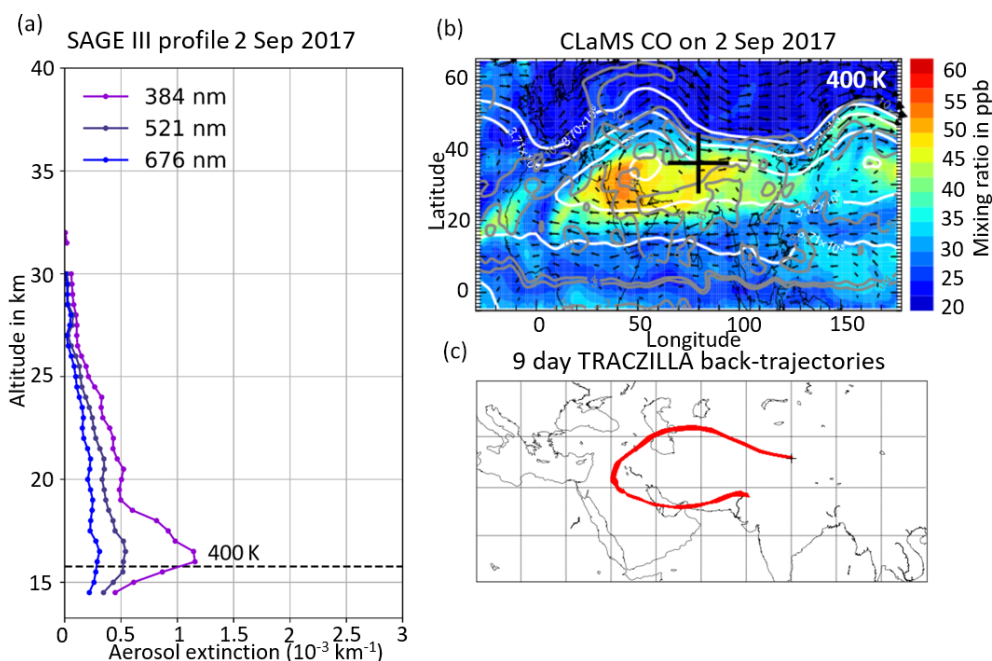 (a)
SAGE III profile 2 Sep 2017
40
35
30
25
20
15
Altitude in km
384 nm
521 nm
676 nm
400 K
0
0.5
1
1.5
2
2.5
3
Aerosol extinction (10⁻³ km⁻¹)
(b)
CLaMS CO on 2 Sep 2017
400 K
60
40
20
0
Latitude
0
50
100
150
Longitude
60
55
50
45
40
35
30
25
20
Mixing ratio in ppb
(c)
9 day TRACZILLA back-trajectories